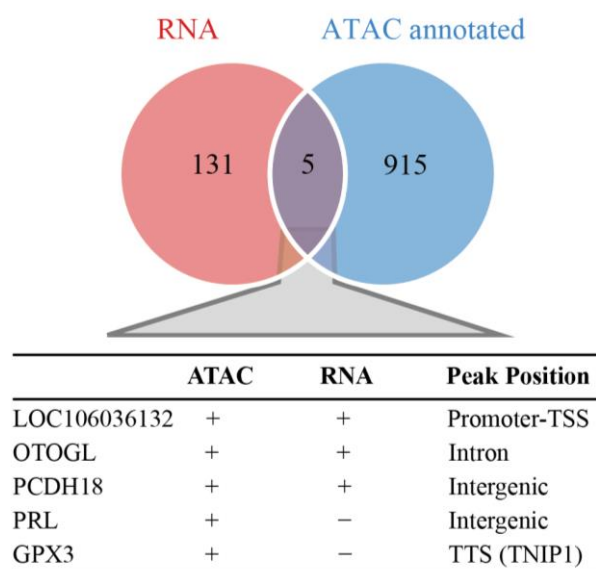 RNA ATAC annotated
131 5 915
ATAC RNA Peak Position
LOC106036132 + + Promoter-TSS
OTOGL + + Intron
PCDH18 + + Intergenic
PRL + − Intergenic
GPX3 + − TTS (TNIP1)